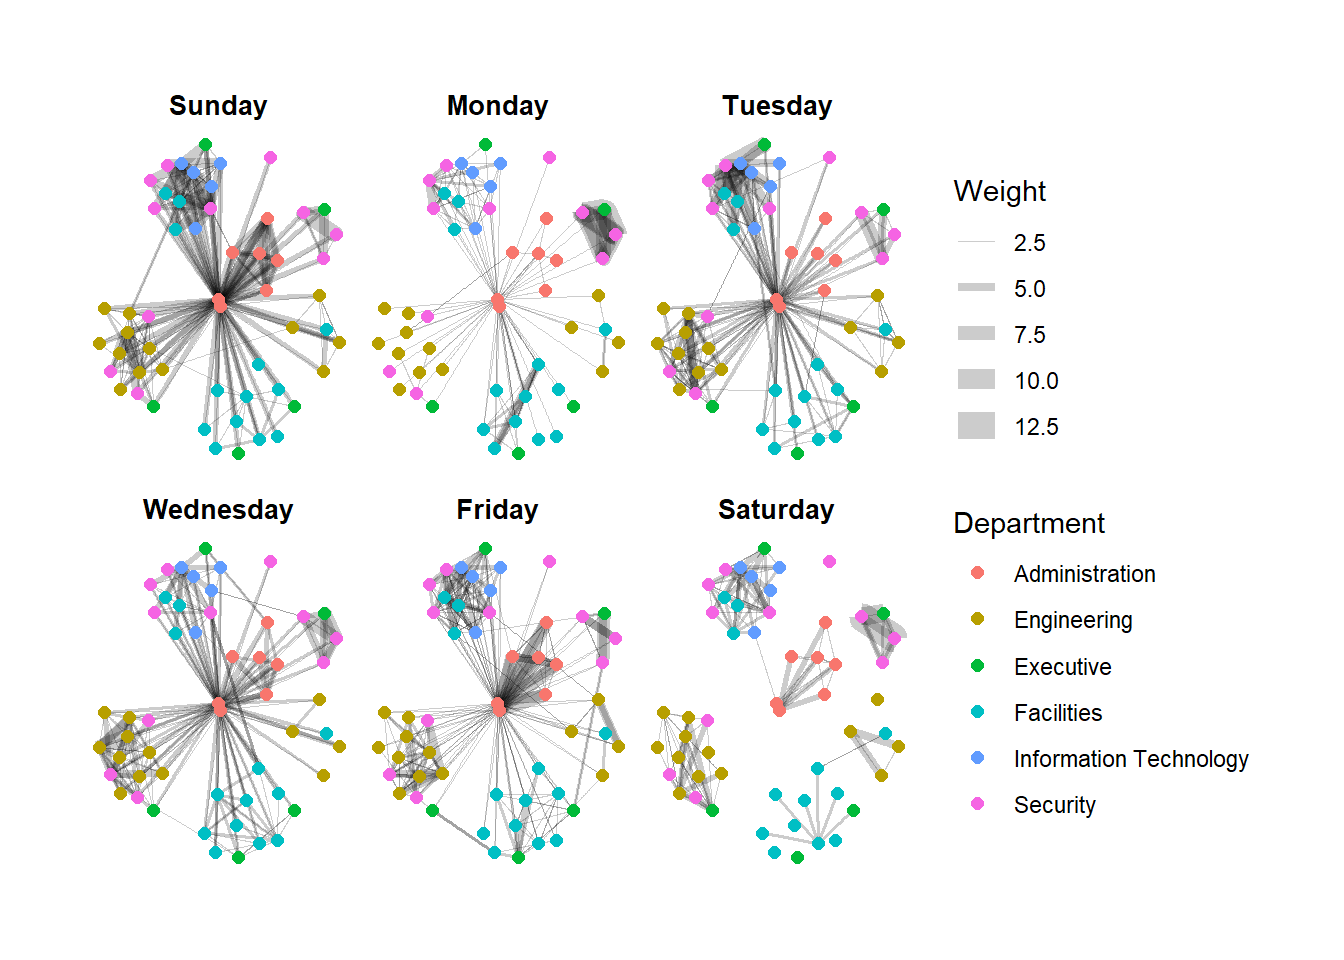 Sunday
Monday
Tuesday
Weight
2.5
5.0
7.5
10.0
12.5
Wednesday
Friday
Saturday
Department
Administration
Engineering
Executive
Facilities
Information Technology
Security